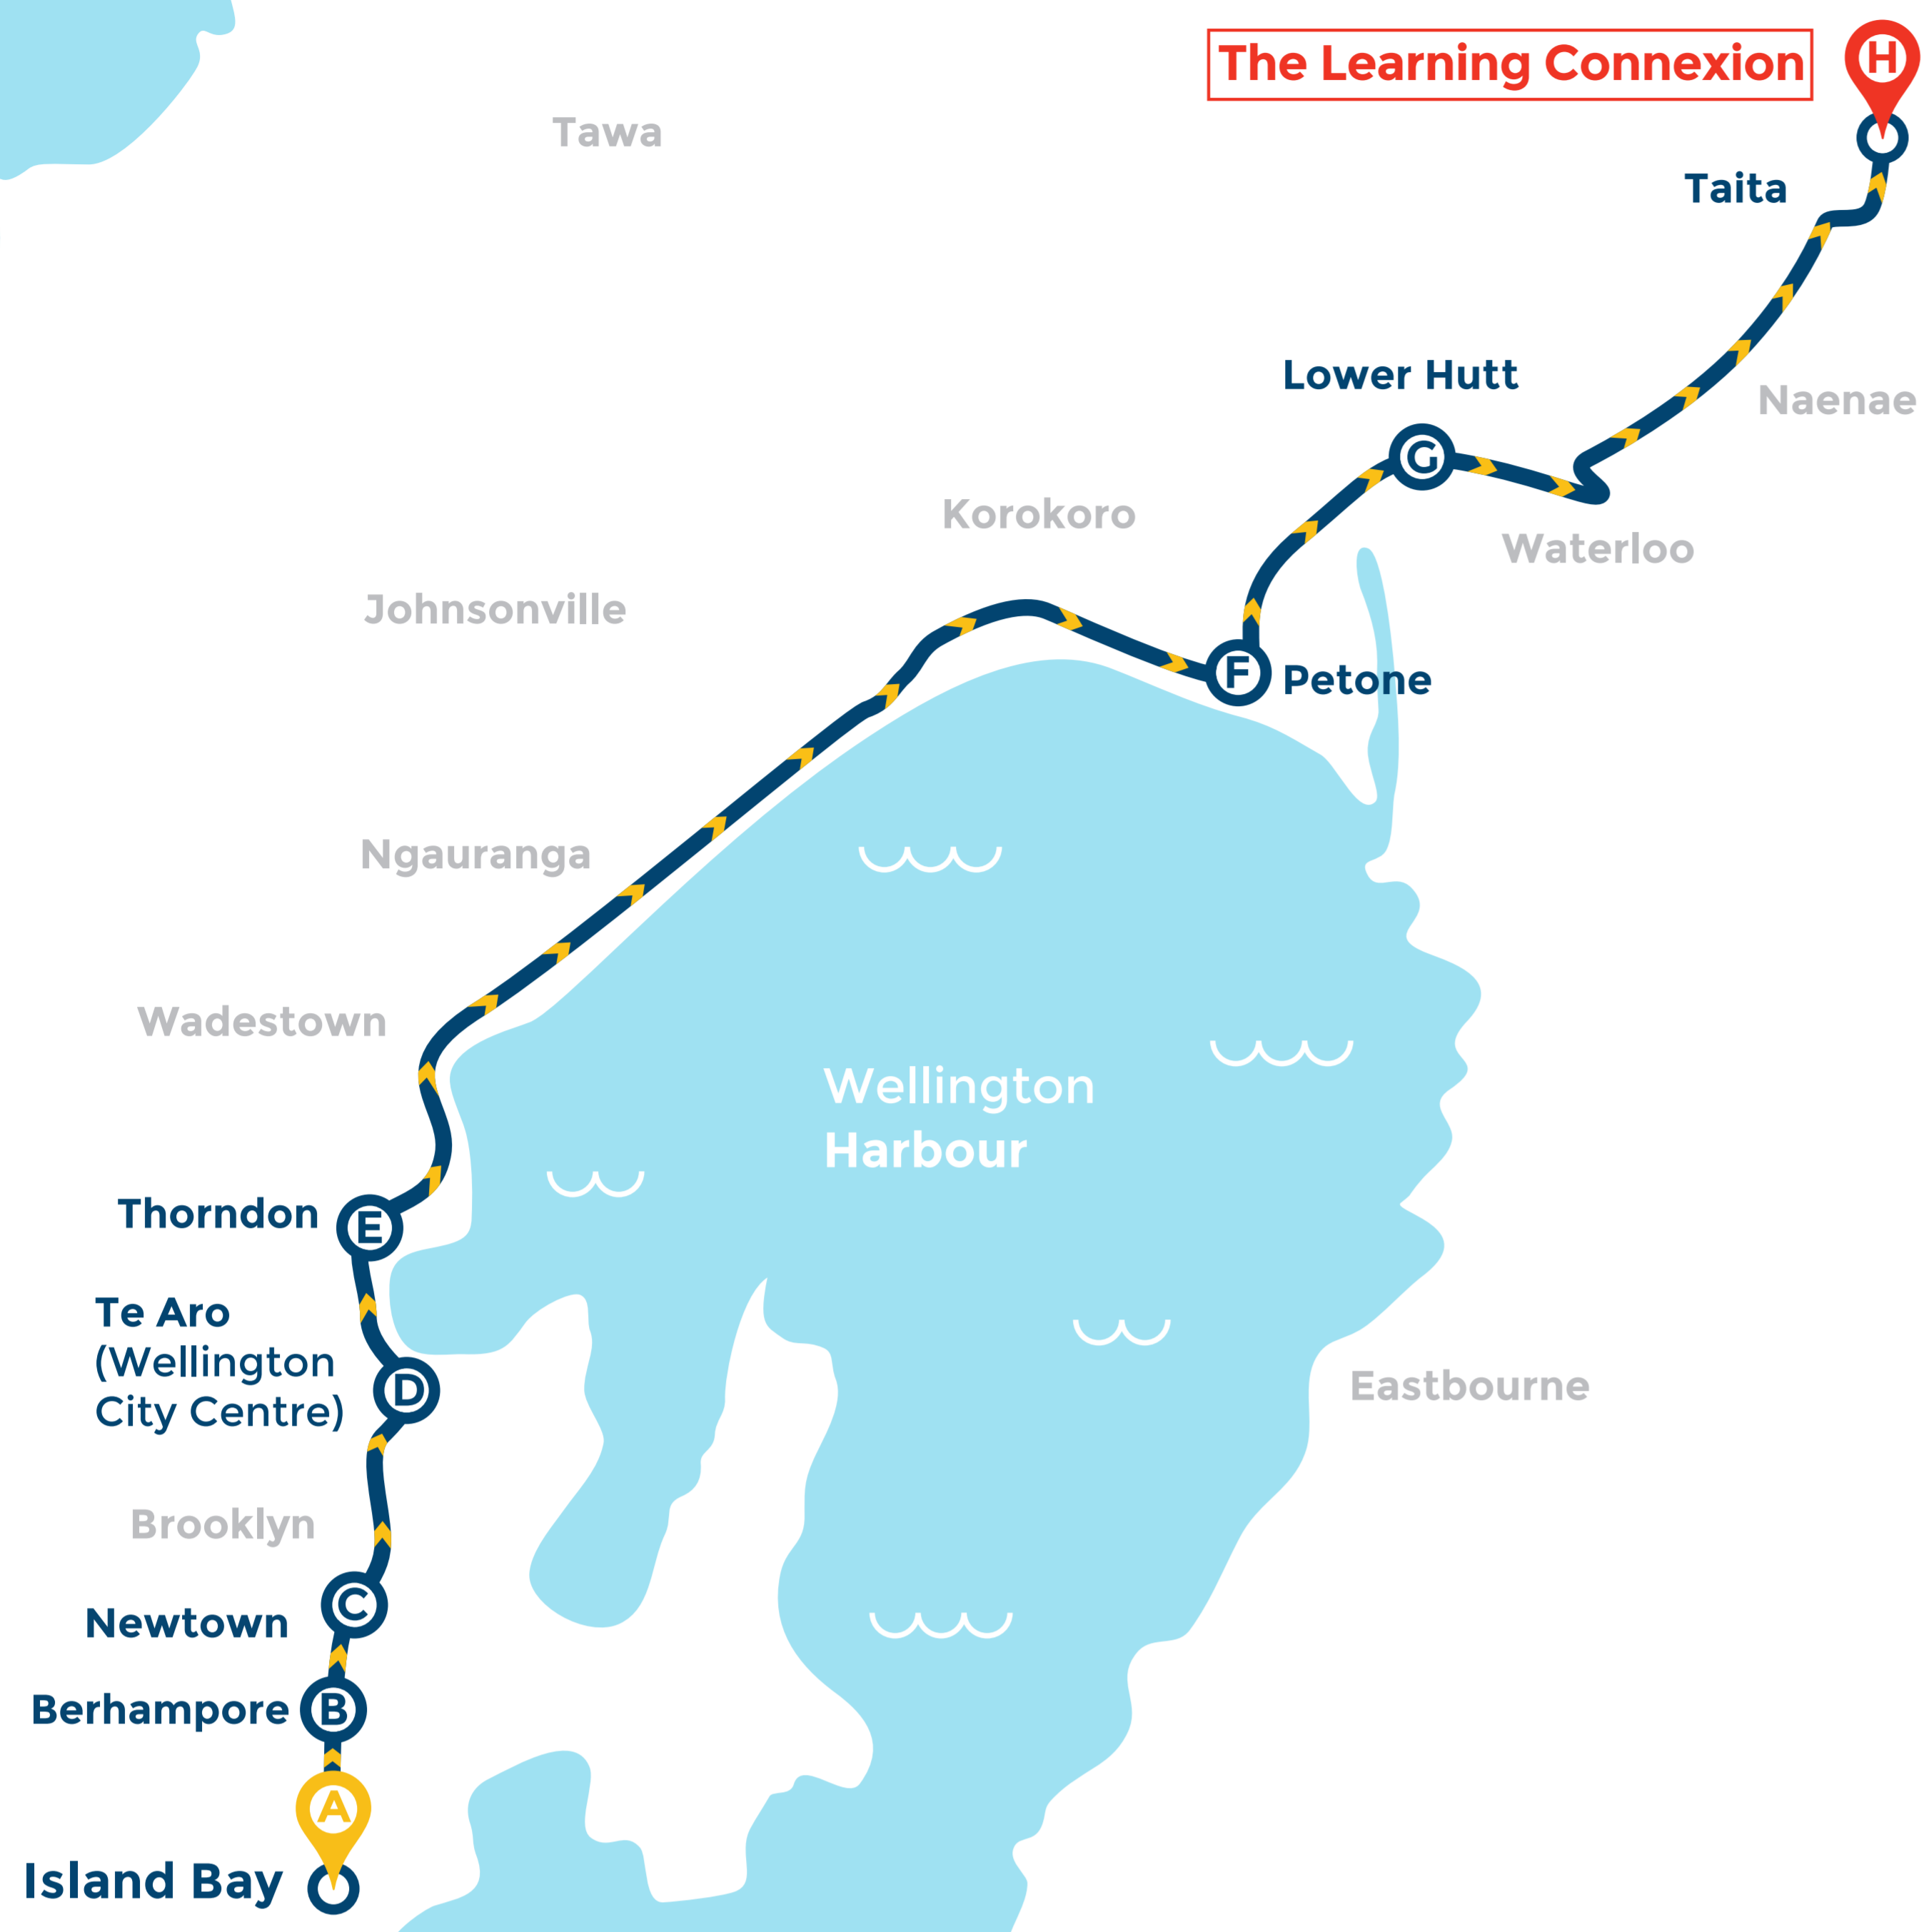 The Learning Connexion
H
Tawa
Taita
Lower Hutt
Naenae
G
Korokoro
Waterloo
Johnsonville
F
Petone
Ngauranga
Wadestown
Wellington
Harbour
Thorndon
E
Te Aro
(Wellington
City Centre)
D
Eastbourne
Brooklyn
C
Newtown
B
Berhampore
A
Island Bay